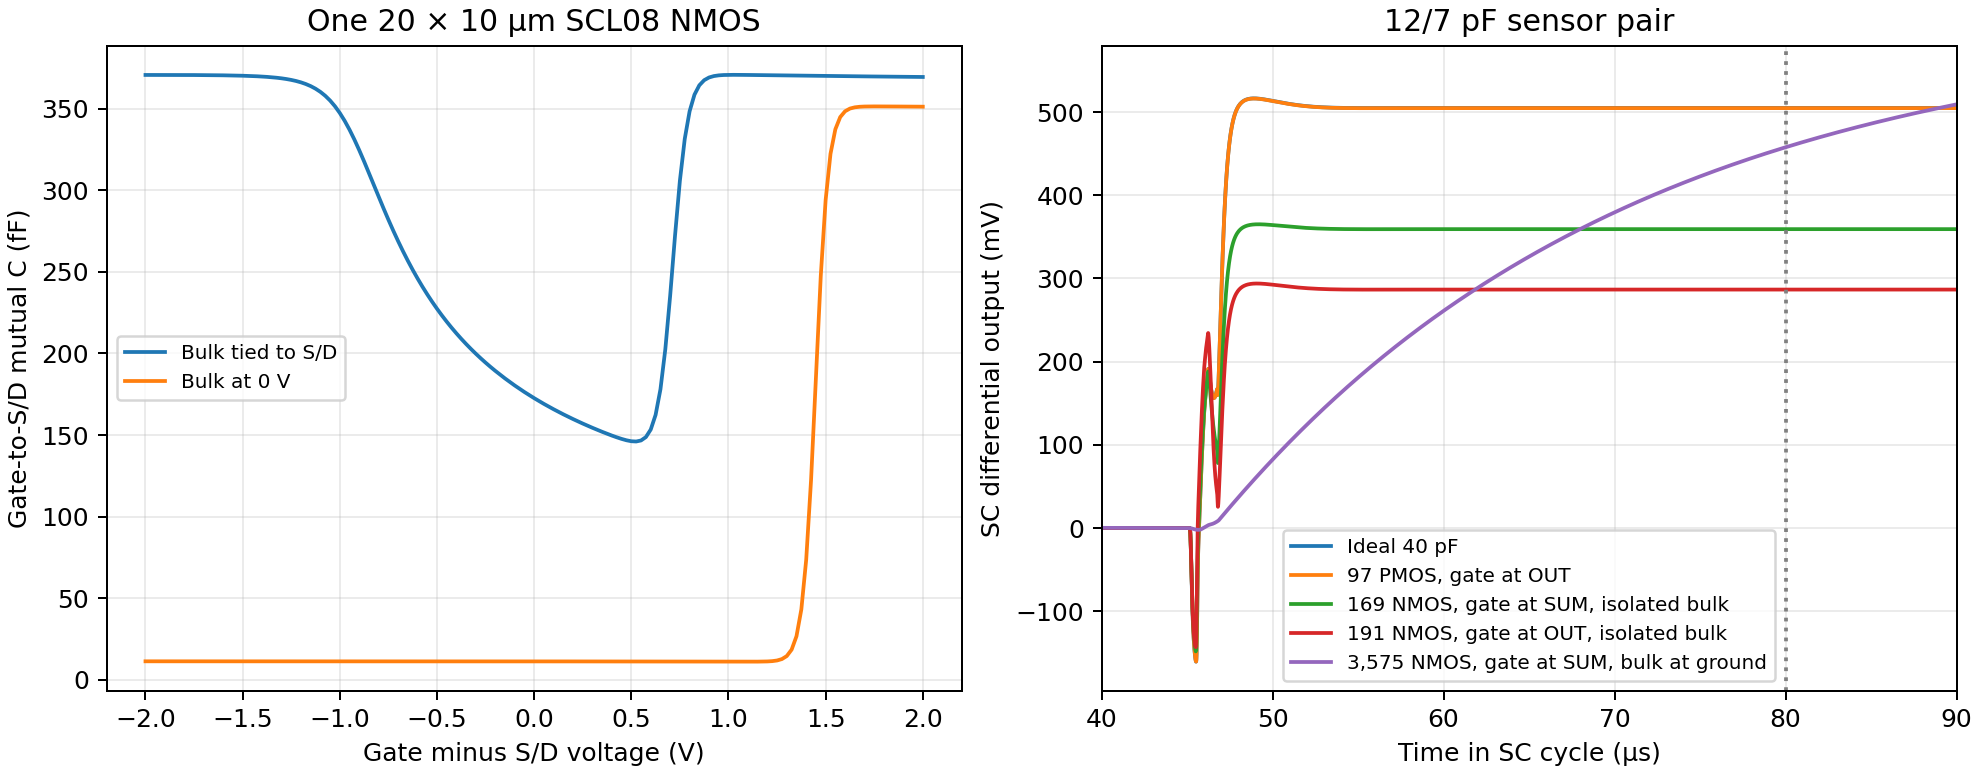 One 20 × 10 µm SCL08 NMOS
Gate-to-S/D mutual C (fF)
350
300
250
200
150
100
50
0
Bulk tied to S/D
Bulk at 0 V
−2.0 −1.5 −1.0 −0.5 0.0 0.5 1.0 1.5 2.0
Gate minus S/D voltage (V)
12/7 pF sensor pair
SC differential output (mV)
500
400
300
200
100
0
−100
Ideal 40 pF
97 PMOS, gate at OUT
169 NMOS, gate at SUM, isolated bulk
191 NMOS, gate at OUT, isolated bulk
3,575 NMOS, gate at SUM, bulk at ground
40 50 60 70 80 90
Time in SC cycle (µs)